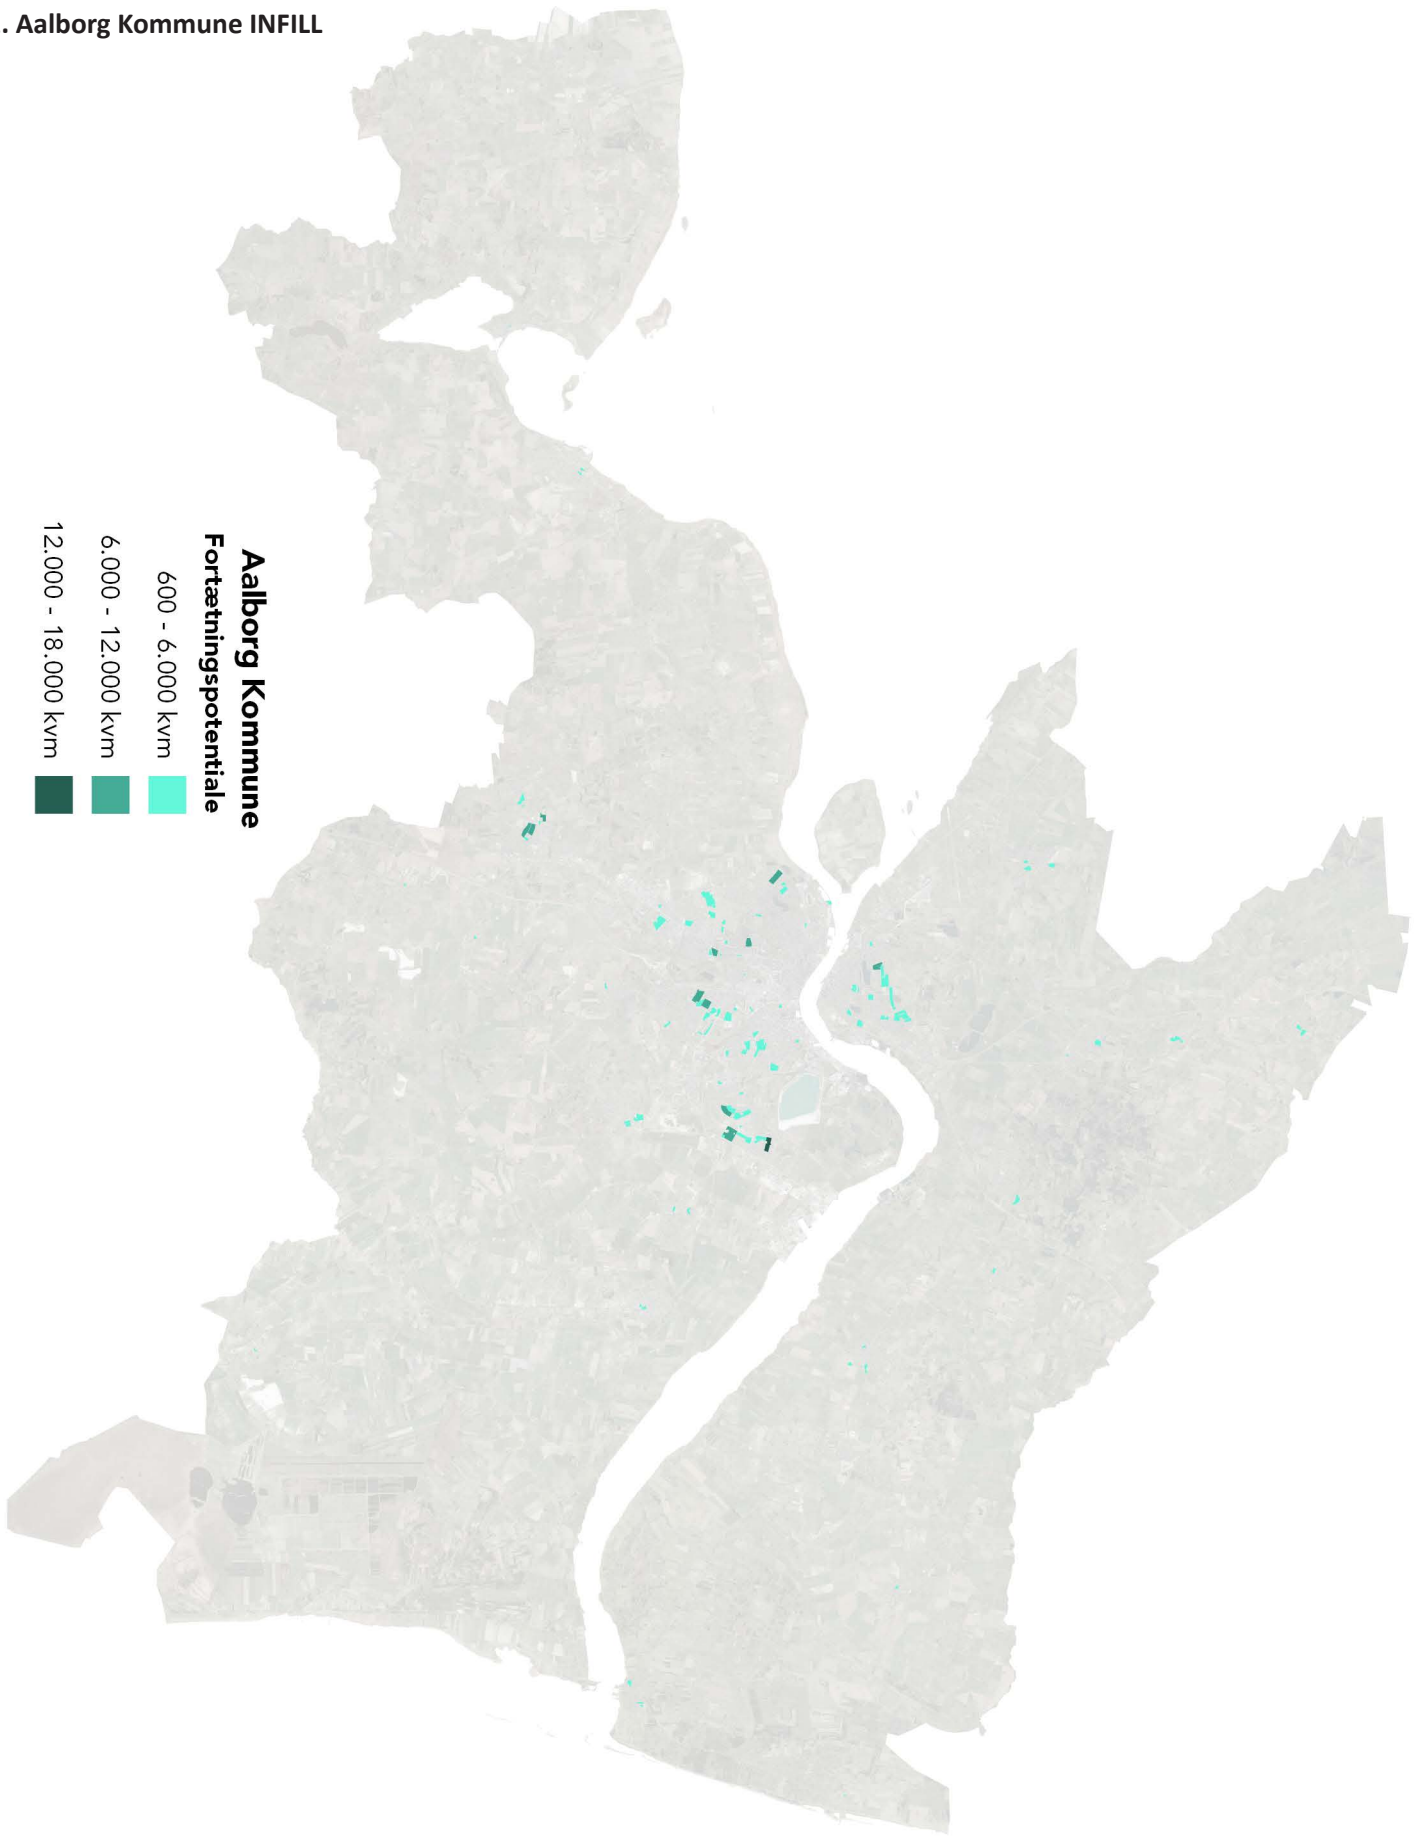 . Aalborg Kommune INFILL
Aalborg Kommune
Fortætningspotentiale
600 - 6.000 kvm
6.000 - 12.000 kvm
12.000 - 18.000 kvm